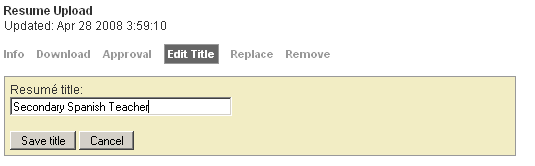 Resume Upload
Updated: Apr 28 2008 3:59:10
Info Download Approval Edit Title Replace Remove
Resumé title:
Secondary Spanish Teacher
Save title Cancel